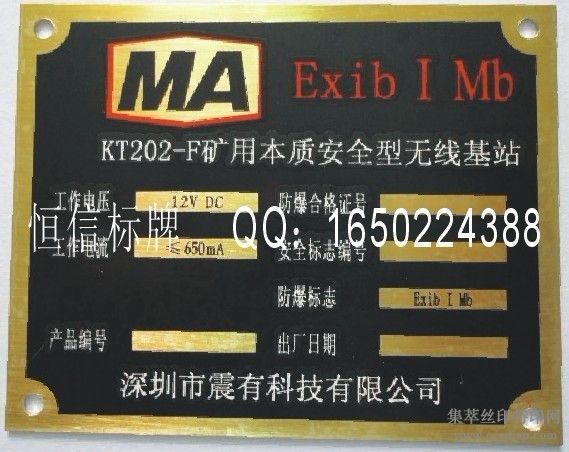 MA Exib I Mb
KT202-F矿用本质安全型无线基站
工作电压 12V DC 防爆合格证号
恒信标牌 QQ: 1650224388
工作电流 ≤650mA 安全标志编号
防爆标志 Exib I Mb
产品编号 出厂日期
深圳市震有科技有限公司
集萃丝印特印网